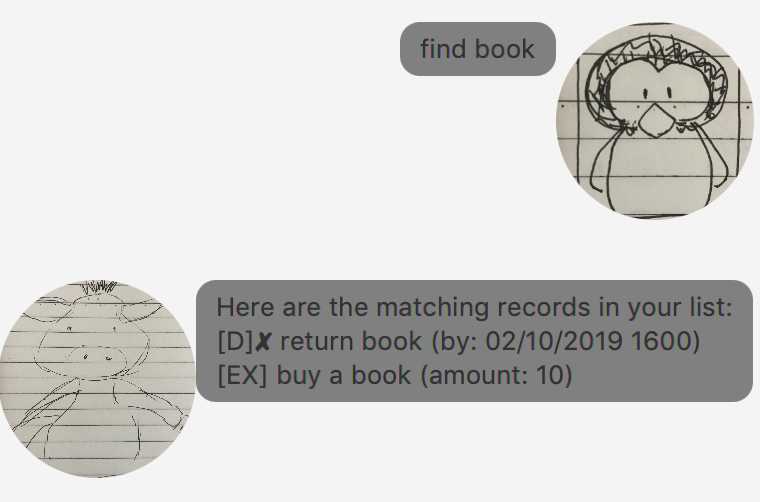 find book
Here are the matching records in your list:
[D]✘ return book (by: 02/10/2019 1600)
[EX] buy a book (amount: 10)